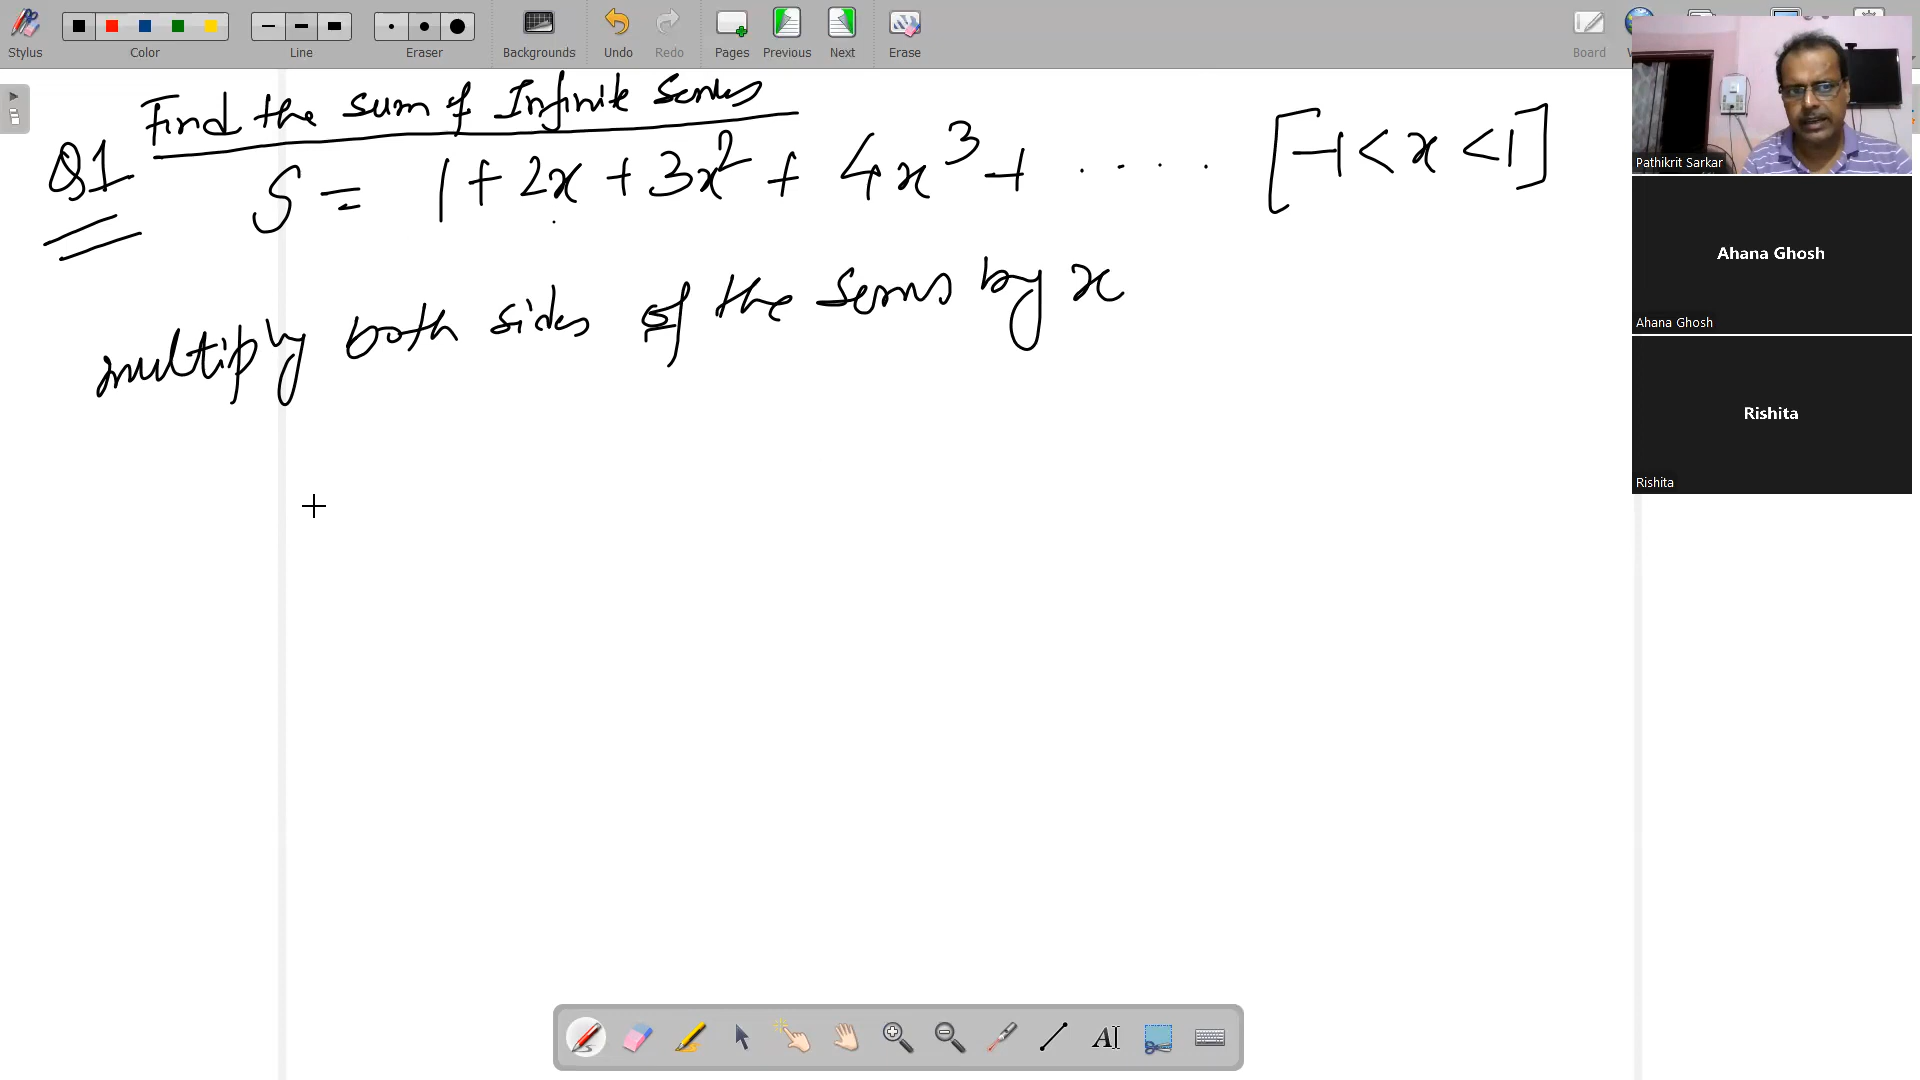 Stylus Color Line Eraser Backgrounds Undo Redo Pages Previous Next Erase Board
Find the sum of Infinite Series
Q1 S = 1 + 2x + 3x² + 4x³ + ..... [-1 < x < 1]
multiply both sides of the series by x
Pathikrit Sarkar
Ahana Ghosh
Ahana Ghosh
Rishita
Rishita
AI